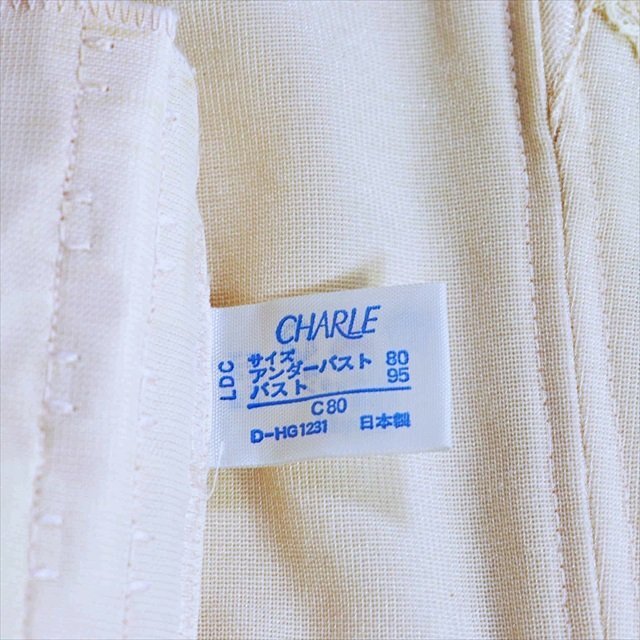 CHARLE
LDC
サイズ
アンダーバスト 80
バスト 95
C80
D-HG1231 日本製